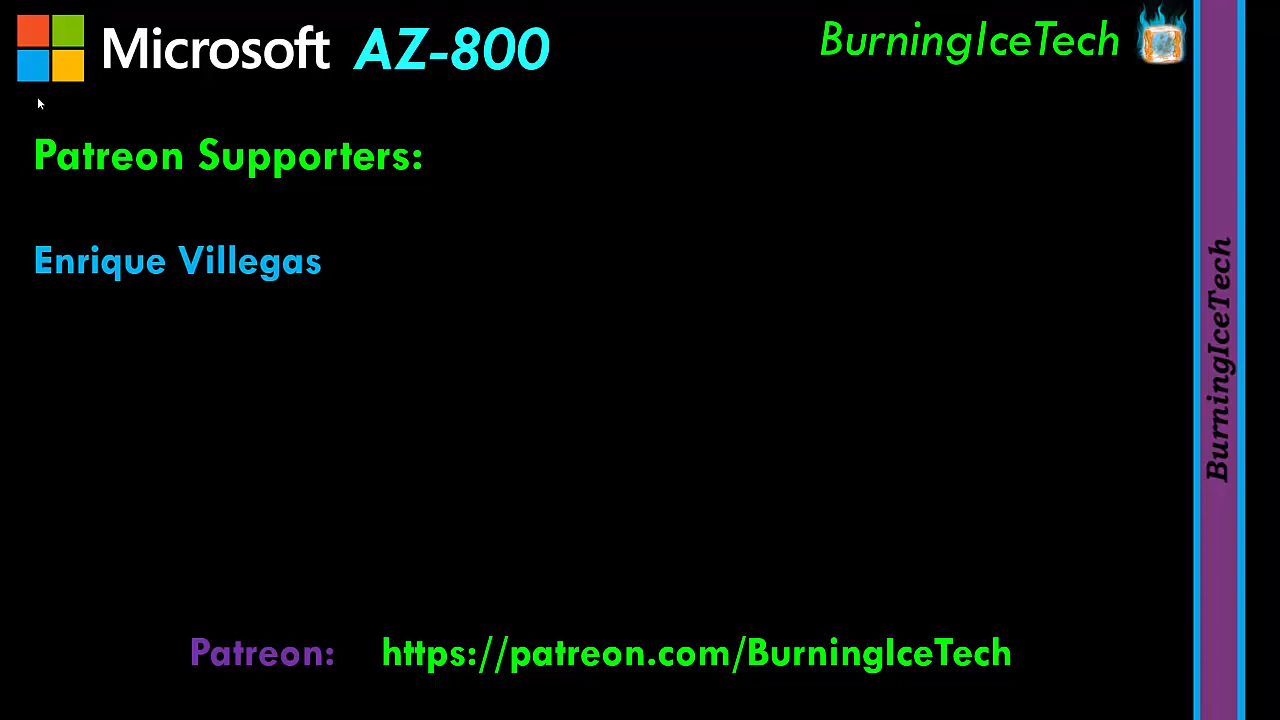 Microsoft AZ-800
BurningIceTech
Patreon Supporters:
Enrique Villegas
BurningIceTech
Patreon: https://patreon.com/BurningIceTech